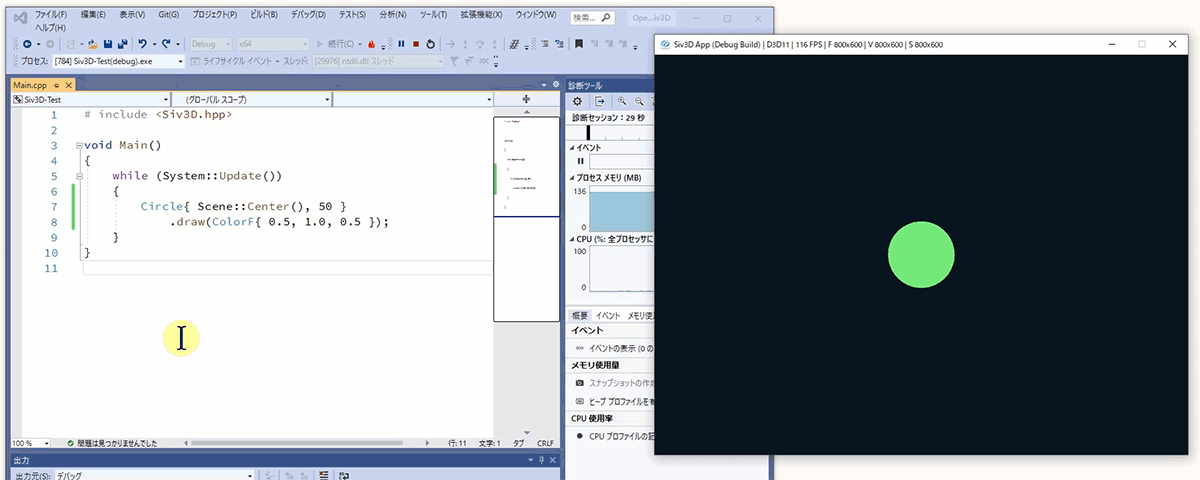 ファイル(F) 編集(E) 表示(V) Git(G) プロジェクト(P) ビルド(B) デバッグ(D) テスト(S) 分析(N) ツール(T) 拡張機能(X) ウィンドウ(W) 検索... Ope...iv3D
ヘルプ(H)
Debug x64 続行(C)
プロセス: [784] Siv3D-Test(debug).exe ライフサイクル イベント スレッド: [29976] ntdll.dll スレッド
Main.cpp
Siv3D-Test (グローバル スコープ)
1 # include <Siv3D.hpp>
2
3 void Main()
4 {
5 while (System::Update())
6 {
7 Circle{ Scene::Center(), 50 }
8 .draw(ColorF{ 0.5, 1.0, 0.5 });
9 }
10 }
11
100 % 問題は見つかりませんでした 行: 11 文字: 1 タブ CRLF
出力
出力元(S): デバッグ
診断ツール
診断セッション: 29 秒
イベント
プロセス メモリ (MB)
136
0
CPU (%: 全プロセッサに
100
0
概要 イベント メモリ使
イベント
イベントの表示 (0 の
メモリ使用量
スナップショットの作
ヒープ プロファイルを有
CPU 使用率
CPU プロファイルの記
Siv3D App (Debug Build) | D3D11 | 116 FPS | F 800x600 | V 800x600 | S 800x600